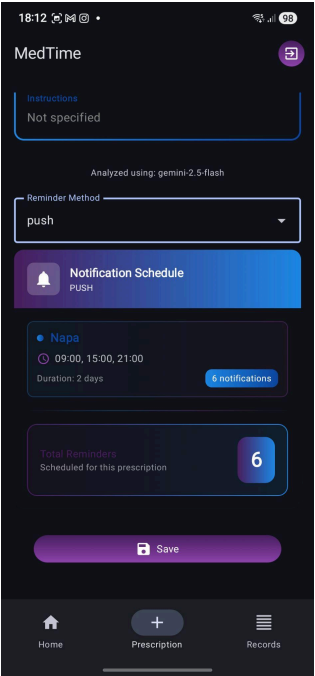 18:12
98
MedTime
Instructions
Not specified
Analyzed using: gemini-2.5-flash
Reminder Method
push
Notification Schedule
PUSH
Napa
09:00, 15:00, 21:00
Duration: 2 days
6 notifications
Total Reminders
Scheduled for this prescription
6
Save
Home
Prescription
Records